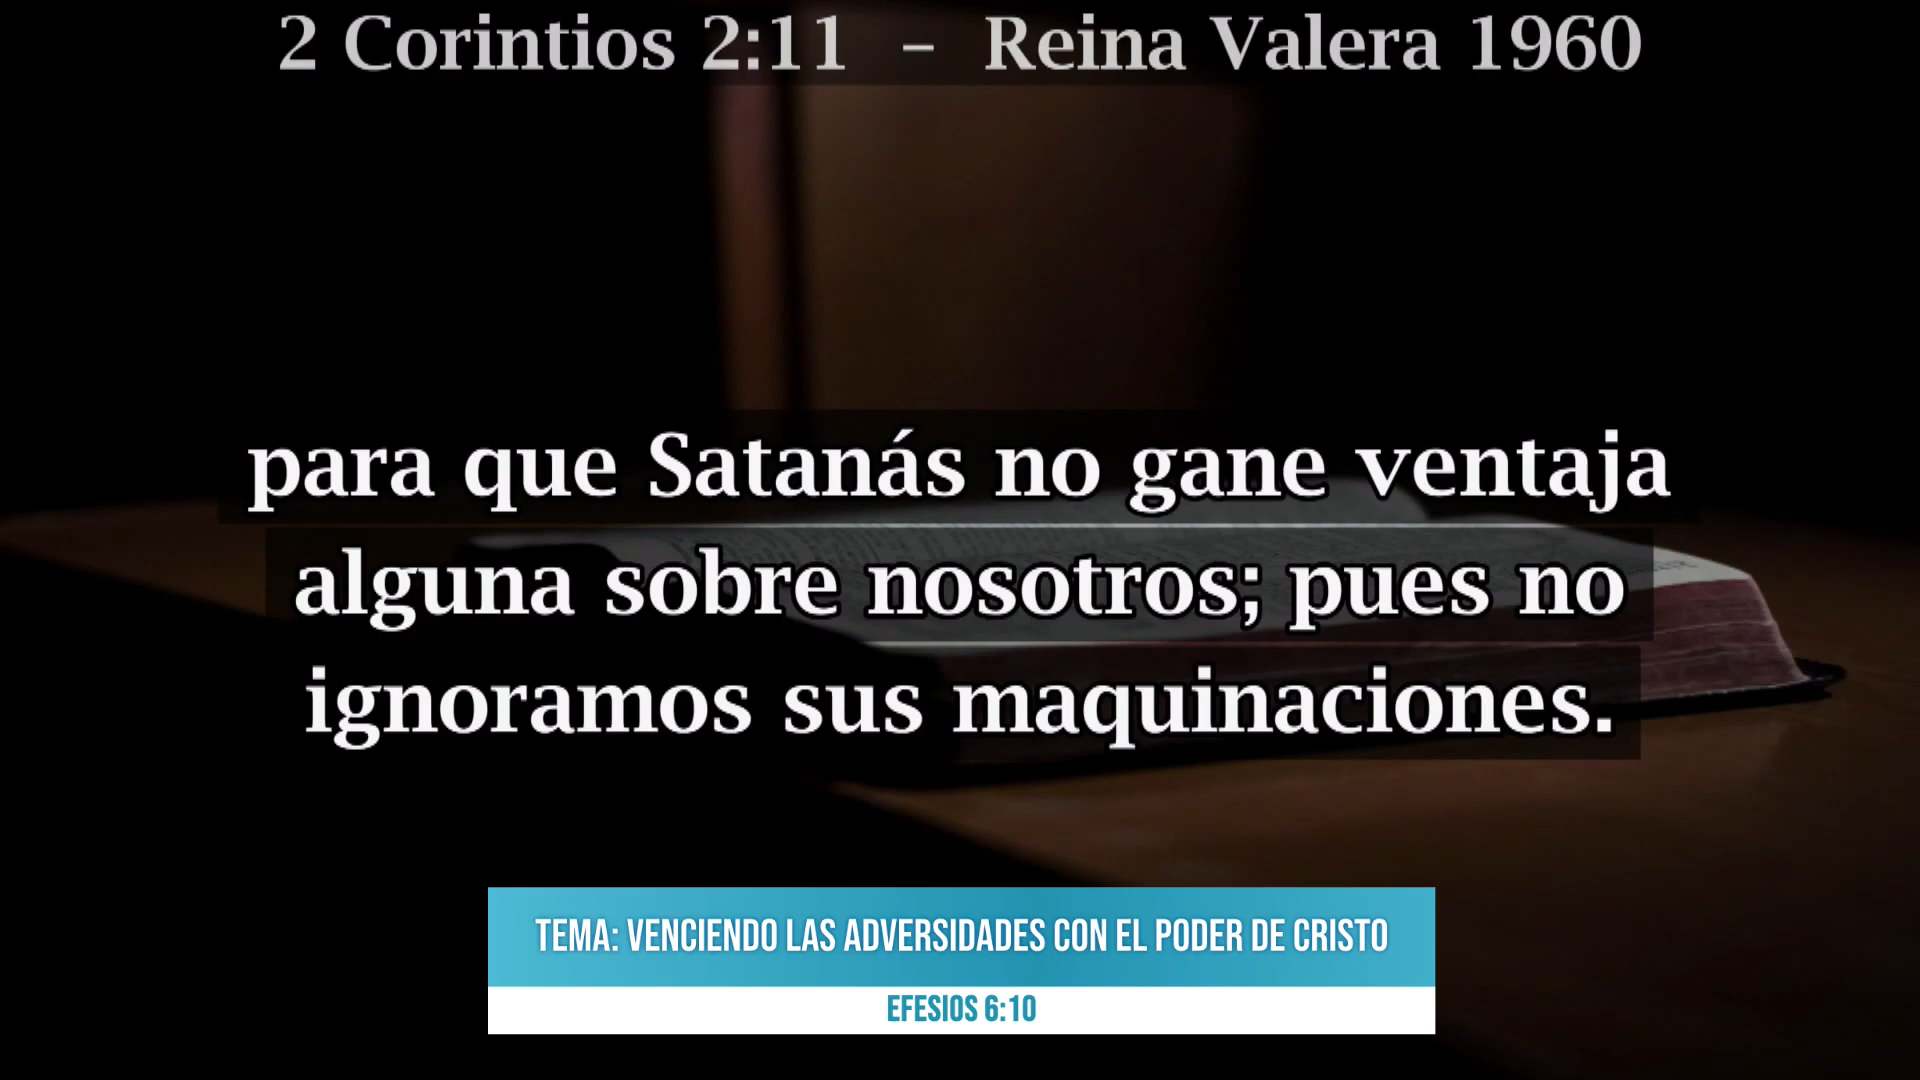 2 Corintios 2:11 – Reina Valera 1960
para que Satanás no gane ventaja
alguna sobre nosotros; pues no
ignoramos sus maquinaciones.
TEMA: VENCIENDO LAS ADVERSIDADES CON EL PODER DE CRISTO
EFESIOS 6:10